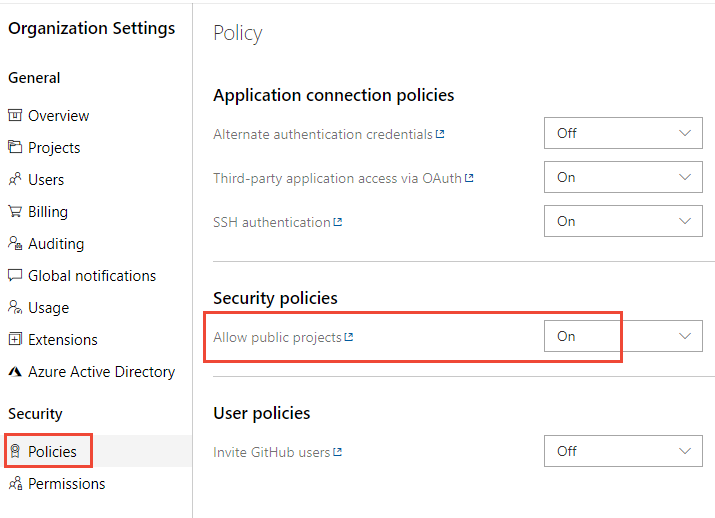 Organization Settings
General
Overview
Projects
Users
Billing
Auditing
Global notifications
Usage
Extensions
Azure Active Directory
Security
Policies
Permissions
Policy
Application connection policies
Alternate authentication credentials Off
Third-party application access via OAuth On
SSH authentication On
Security policies
Allow public projects On
User policies
Invite GitHub users Off